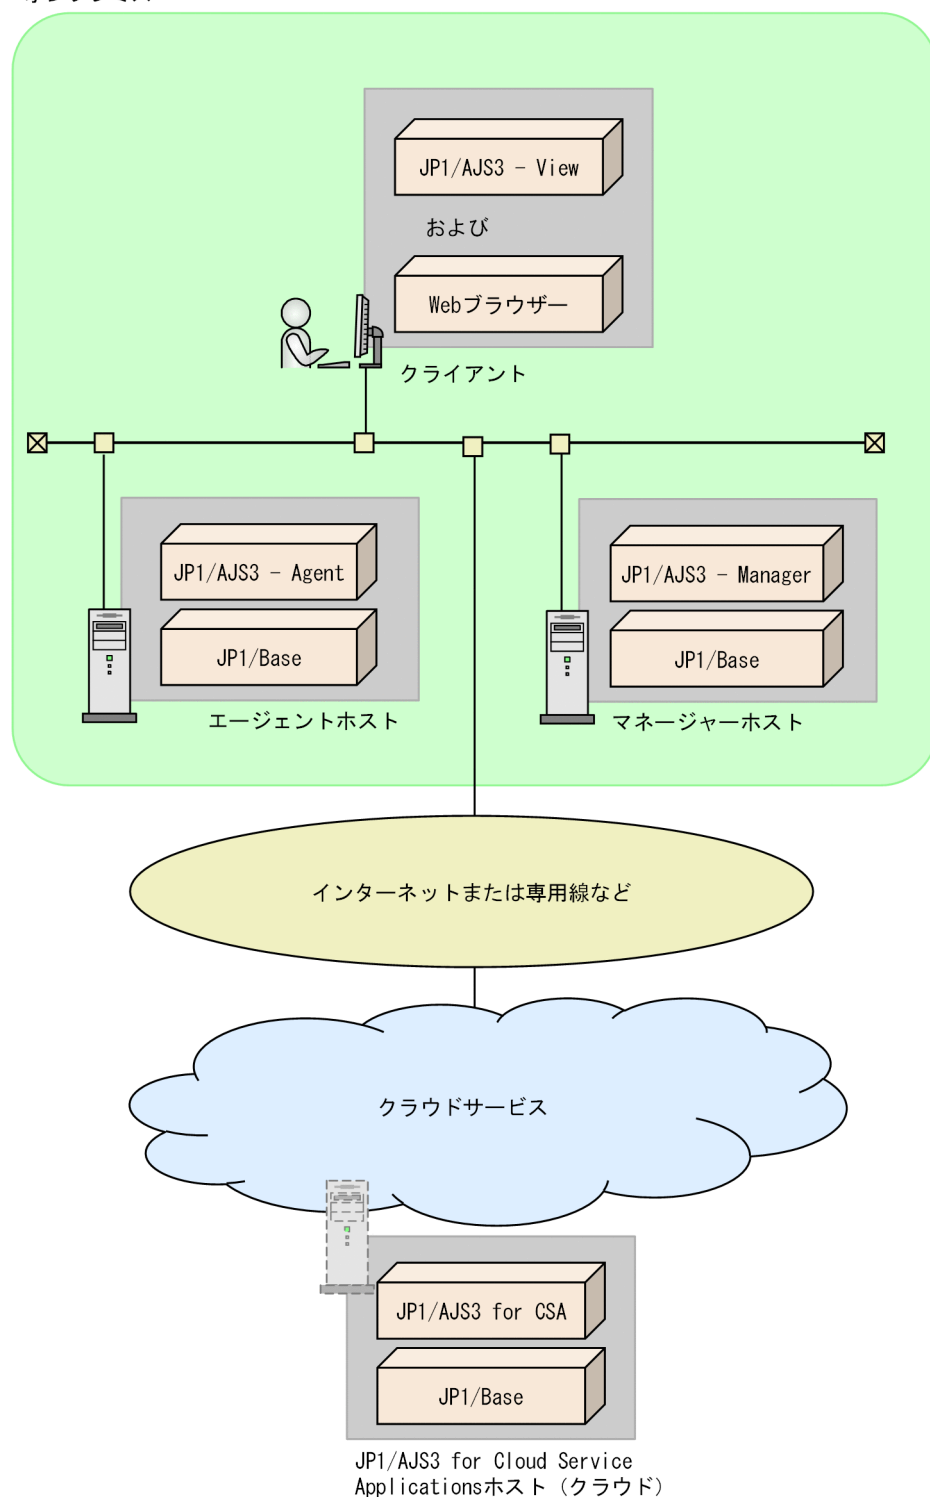 JP1/AJS3 - View
および
Webブラウザー
クライアント
JP1/AJS3 - Agent
JP1/Base
エージェントホスト
JP1/AJS3 - Manager
JP1/Base
マネージャーホスト
インターネットまたは専用線など
クラウドサービス
JP1/AJS3 for CSA
JP1/Base
JP1/AJS3 for Cloud Service
Applicationsホスト（クラウド）